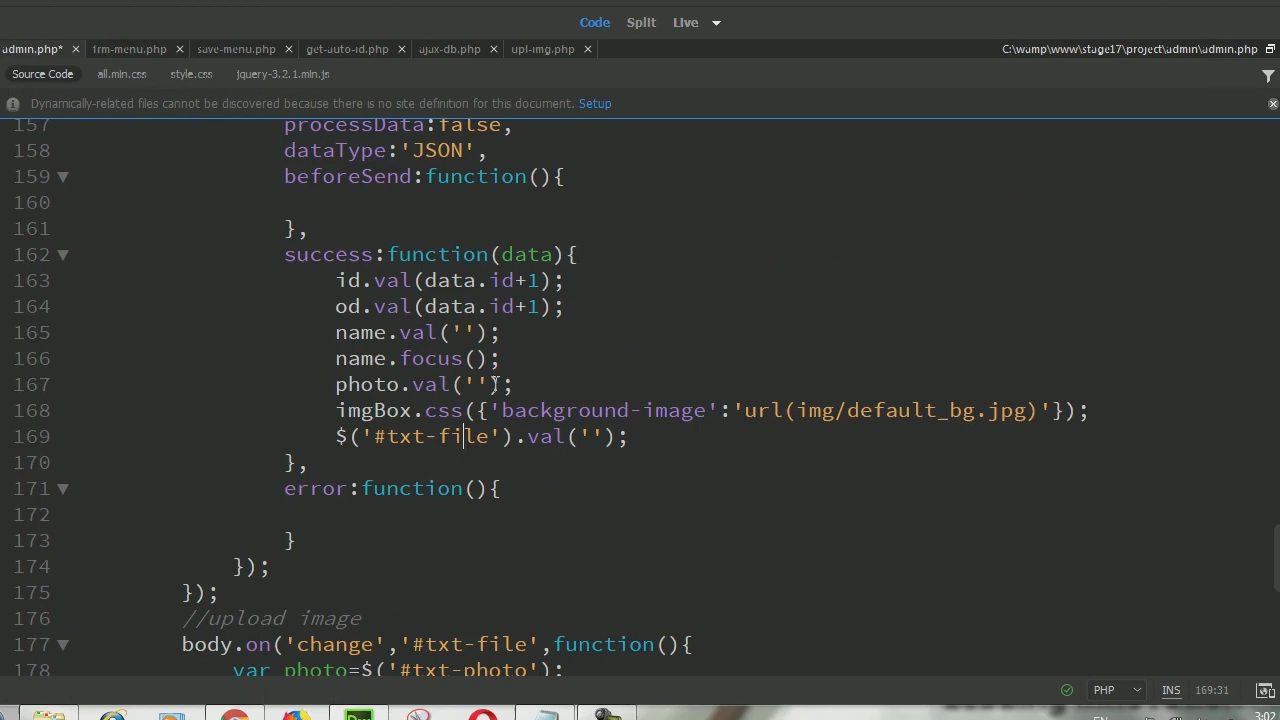 Code Split Live
admin.php* × frm-menu.php × save-menu.php × get-auto-id.php × ajax-db.php × upl-img.php × C:\wamp\www\stage17\project\admin\admin.php
Source Code all.min.css style.css jquery-3.2.1.min.js
Dynamically-related files cannot be discovered because there is no site definition for this document. Setup
157 processData:false,
158 dataType:'JSON',
159 beforeSend:function(){
160
161 },
162 success:function(data){
163 id.val(data.id+1);
164 od.val(data.id+1);
165 name.val('');
166 name.focus();
167 photo.val('');
168 imgBox.css({'background-image':'url(img/default_bg.jpg)'});
169 $('#txt-file').val('');
170 },
171 error:function(){
172
173 }
174 });
175 });
176 //upload image
177 body.on('change','#txt-file',function(){
178 var photo=$('#txt-photo');
PHP INS 169:31
3:02